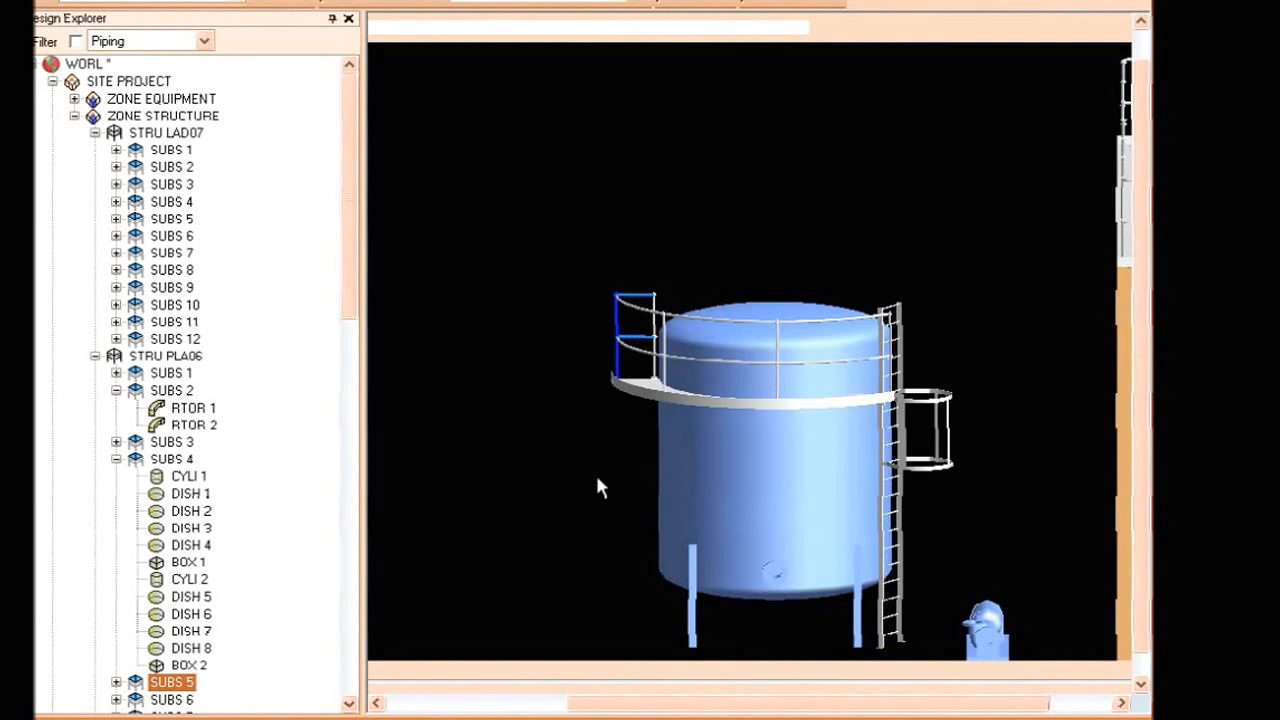 esign Explorer
Filter Piping
WORL *
SITE PROJECT
ZONE EQUIPMENT
ZONE STRUCTURE
STRU LAD07
SUBS 1
SUBS 2
SUBS 3
SUBS 4
SUBS 5
SUBS 6
SUBS 7
SUBS 8
SUBS 9
SUBS 10
SUBS 11
SUBS 12
STRU PLA06
SUBS 1
SUBS 2
RTOR 1
RTOR 2
SUBS 3
SUBS 4
CYLI 1
DISH 1
DISH 2
DISH 3
DISH 4
BOX 1
CYLI 2
DISH 5
DISH 6
DISH 7
DISH 8
BOX 2
SUBS 5
SUBS 6